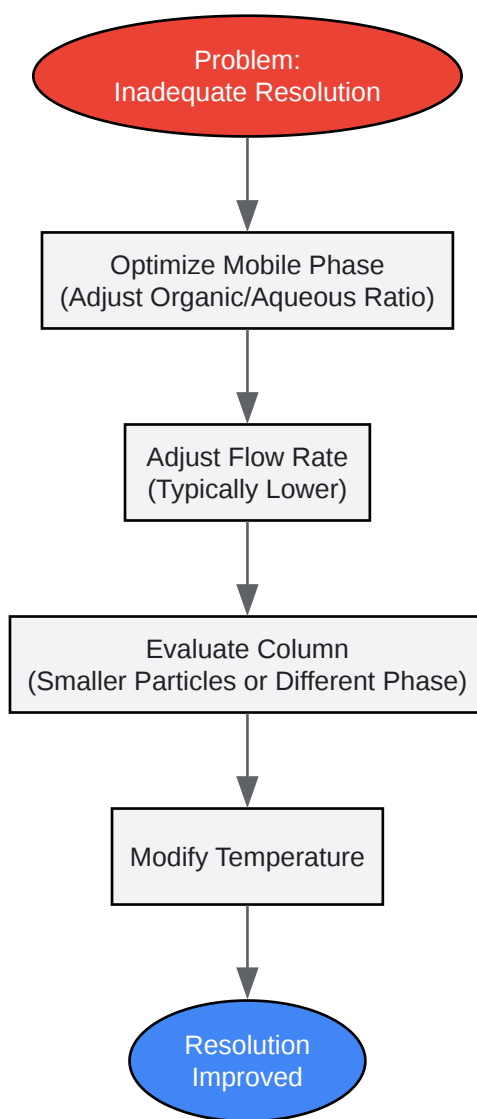 Problem:
Inadequate Resolution
Optimize Mobile Phase
(Adjust Organic/Aqueous Ratio)
Adjust Flow Rate
(Typically Lower)
Evaluate Column
(Smaller Particles or Different Phase)
Modify Temperature
Resolution
Improved